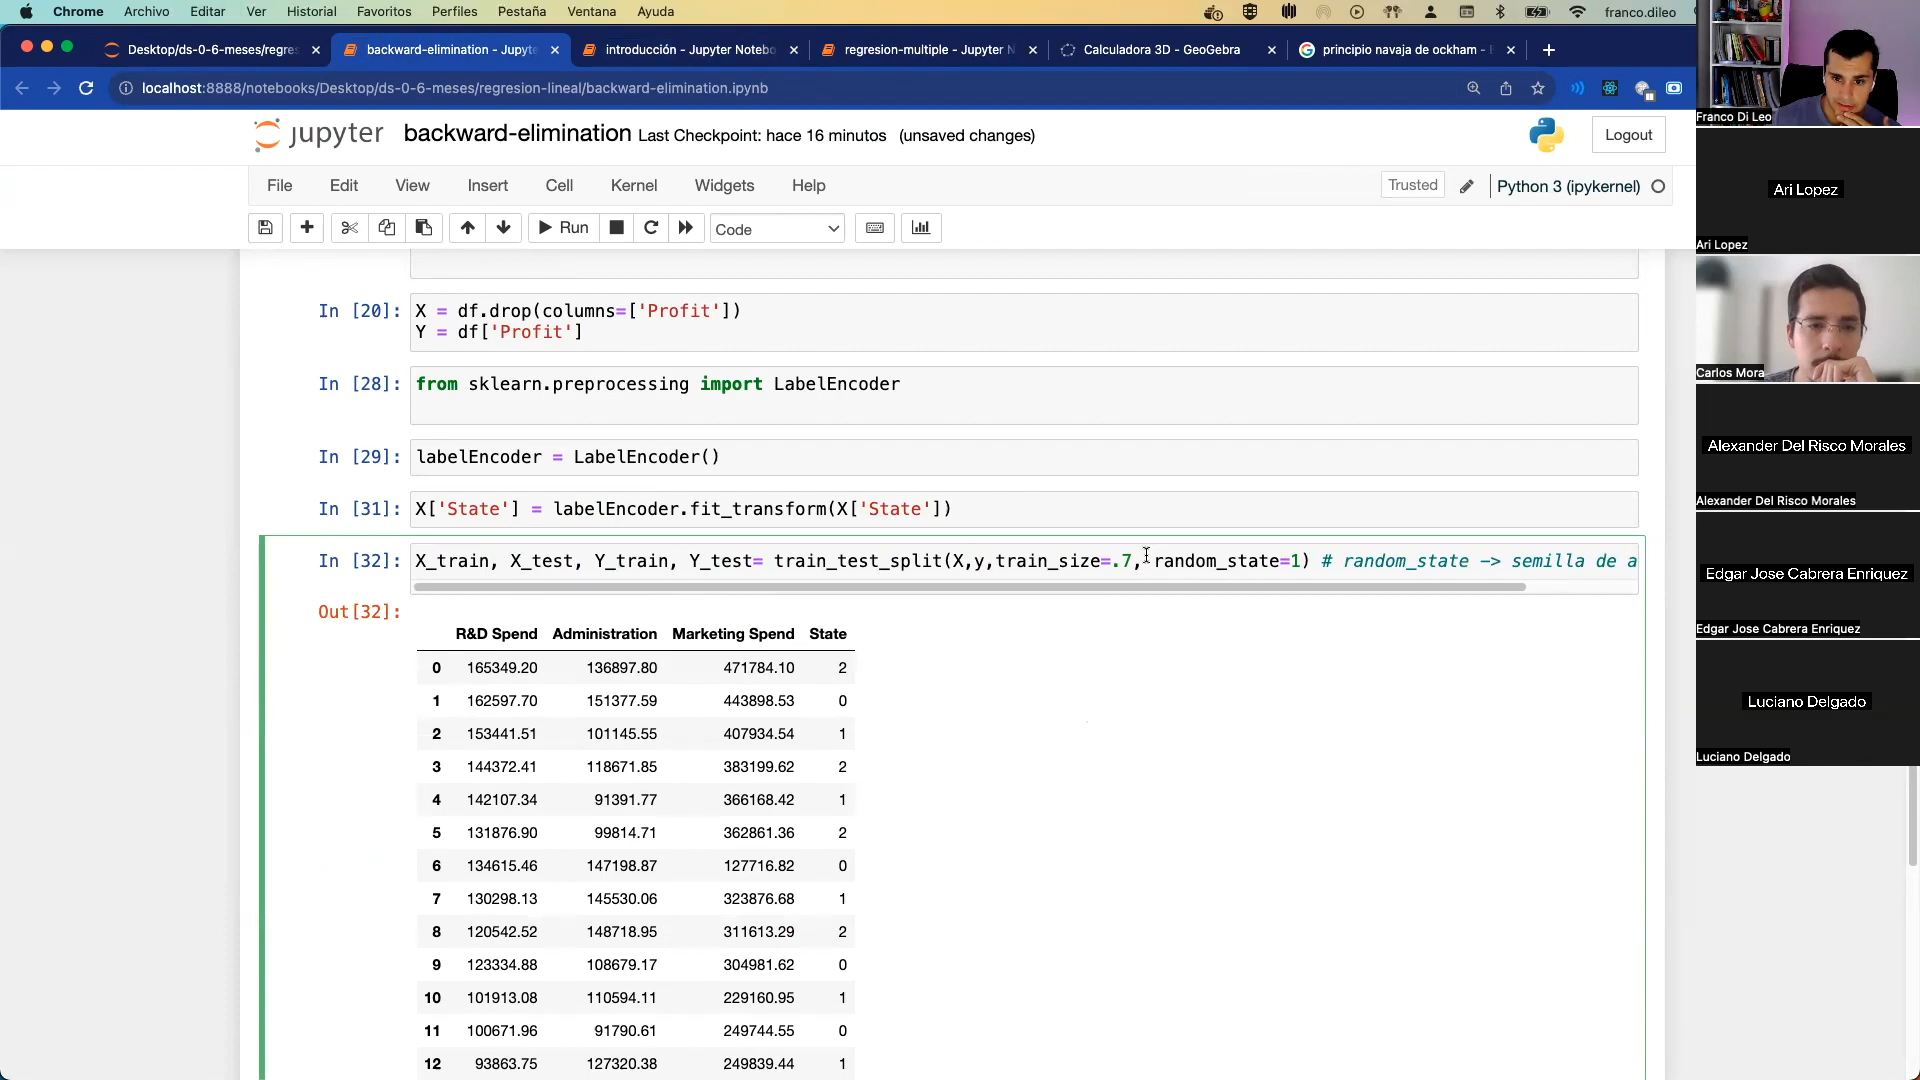 Chrome Archivo Editar Ver Historial Favoritos Perfiles Pestaña Ventana Ayuda franco.dileo
Desktop/ds-0-6-meses/regres
backward-elimination - Jupyte
introducción - Jupyter Notebo
regresion-multiple - Jupyter N
Calculadora 3D - GeoGebra
principio navaja de ockham -
localhost:8888/notebooks/Desktop/ds-0-6-meses/regresion-lineal/backward-elimination.ipynb
jupyter backward-elimination Last Checkpoint: hace 16 minutos (unsaved changes)
Logout
File Edit View Insert Cell Kernel Widgets Help
Trusted Python 3 (ipykernel)
Run Code
In [20]: X = df.drop(columns=['Profit'])
Y = df['Profit']
In [28]: from sklearn.preprocessing import LabelEncoder
In [29]: labelEncoder = LabelEncoder()
In [31]: X['State'] = labelEncoder.fit_transform(X['State'])
In [32]: X_train, X_test, Y_train, Y_test= train_test_split(X,y,train_size=.7, random_state=1) # random_state -> semilla de a
Out[32]:
R&D Spend Administration Marketing Spend State
0 165349.20 136897.80 471784.10 2
1 162597.70 151377.59 443898.53 0
2 153441.51 101145.55 407934.54 1
3 144372.41 118671.85 383199.62 2
4 142107.34 91391.77 366168.42 1
5 131876.90 99814.71 362861.36 2
6 134615.46 147198.87 127716.82 0
7 130298.13 145530.06 323876.68 1
8 120542.52 148718.95 311613.29 2
9 123334.88 108679.17 304981.62 0
10 101913.08 110594.11 229160.95 1
11 100671.96 91790.61 249744.55 0
12 93863.75 127320.38 249839.44 1
Franco Di Leo
Ari Lopez
Ari Lopez
Carlos Mora
Alexander Del Risco Morales
Alexander Del Risco Morales
Edgar Jose Cabrera Enriquez
Edgar Jose Cabrera Enriquez
Luciano Delgado
Luciano Delgado